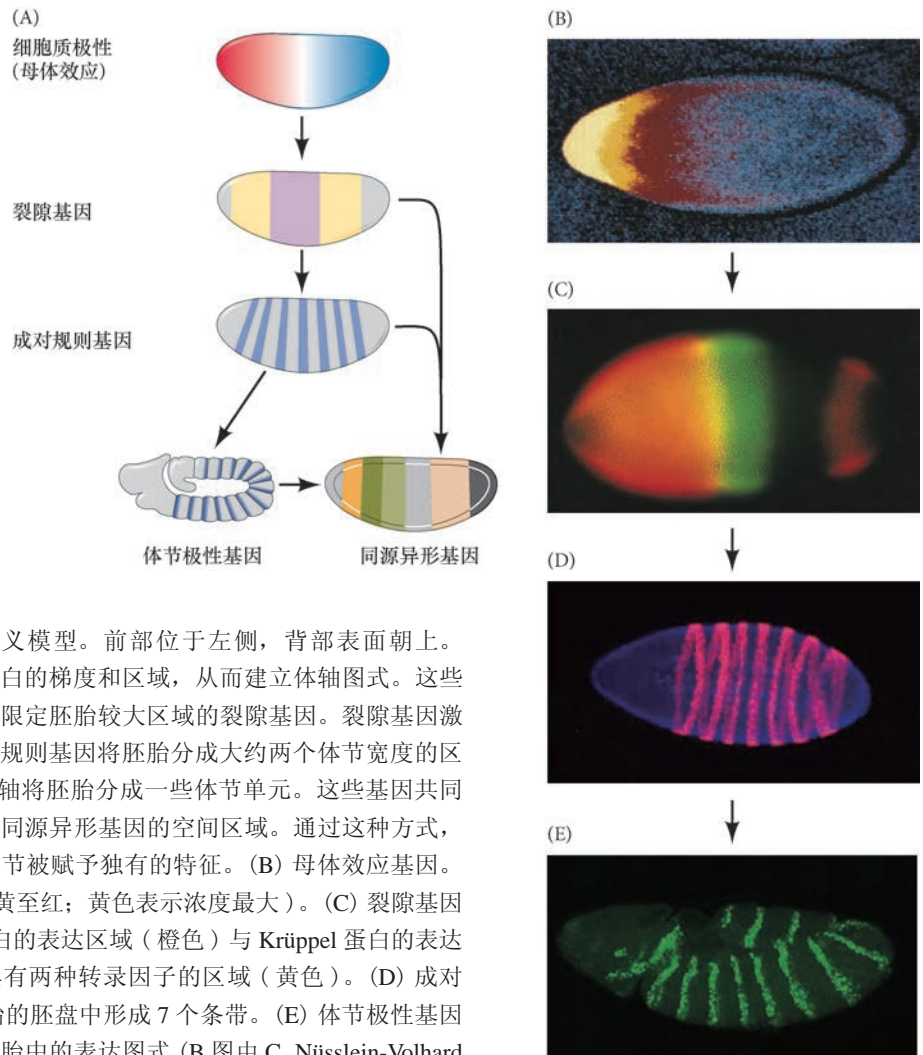 (A)
细胞质极性
(母体效应)
裂隙基因
成对规则基因
体节极性基因
同源异形基因
(B)
(C)
(D)
(E)
义模型。前部位于左侧，背部表面朝上。
白的梯度和区域，从而建立体轴图式。这些
限定胚胎较大区域的裂隙基因。裂隙基因激
规则基因将胚胎分成大约两个体节宽度的区
轴将胚胎分成一些体节单元。这些基因共同
同源异形基因的空间区域。通过这种方式，
节被赋予独有的特征。(B) 母体效应基因。
黄至红；黄色表示浓度最大）。(C) 裂隙基因
白的表达区域（橙色）与 Krüppel 蛋白的表达
有两种转录因子的区域（黄色）。(D) 成对
的胚盘中形成 7 个条带。(E) 体节极性基因
胎中的表达图式 (B 图由 C. Nüsslein-Volhard